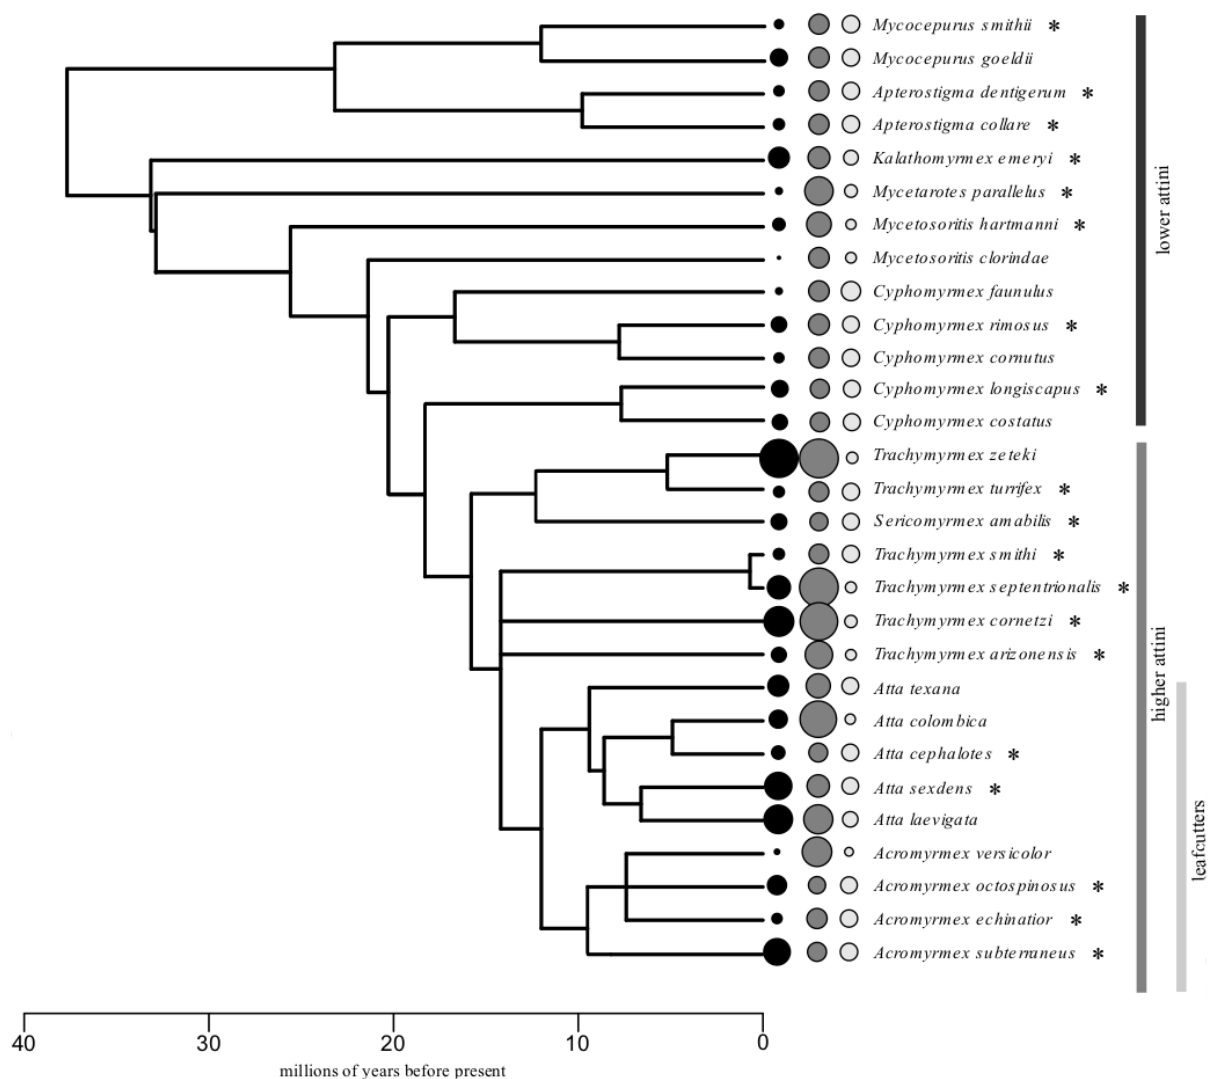 Mycocepurus smithii *
Mycocepurus goeldii
Apterostigma dentigerum *
Apterostigma collare *
Kalathomyrmex emeryi *
Mycetarotes parallelus *
Mycetosoritis hartmanni *
Mycetosoritis clorindae
Cyphomyrmex faunulus
Cyphomyrmex rimosus *
Cyphomyrmex cornutus
Cyphomyrmex longiscapus *
Cyphomyrmex costatus
lower attini
Trachymyrmex zeteki
Trachymyrmex turrifex *
Sericomyrmex amabilis *
Trachymyrmex smithi *
Trachymyrmex septentrionalis *
Trachymyrmex cornetzi *
Trachymyrmex arizonensis *
Atta texana
Atta colombica
Atta cephalotes *
Atta sexdens *
Atta laevigata
Acromyrmex versicolor
Acromyrmex octospinosus *
Acromyrmex echinatior *
Acromyrmex subterraneus *
higher attini
leafcutters
40 30 20 10 0
millions of years before present